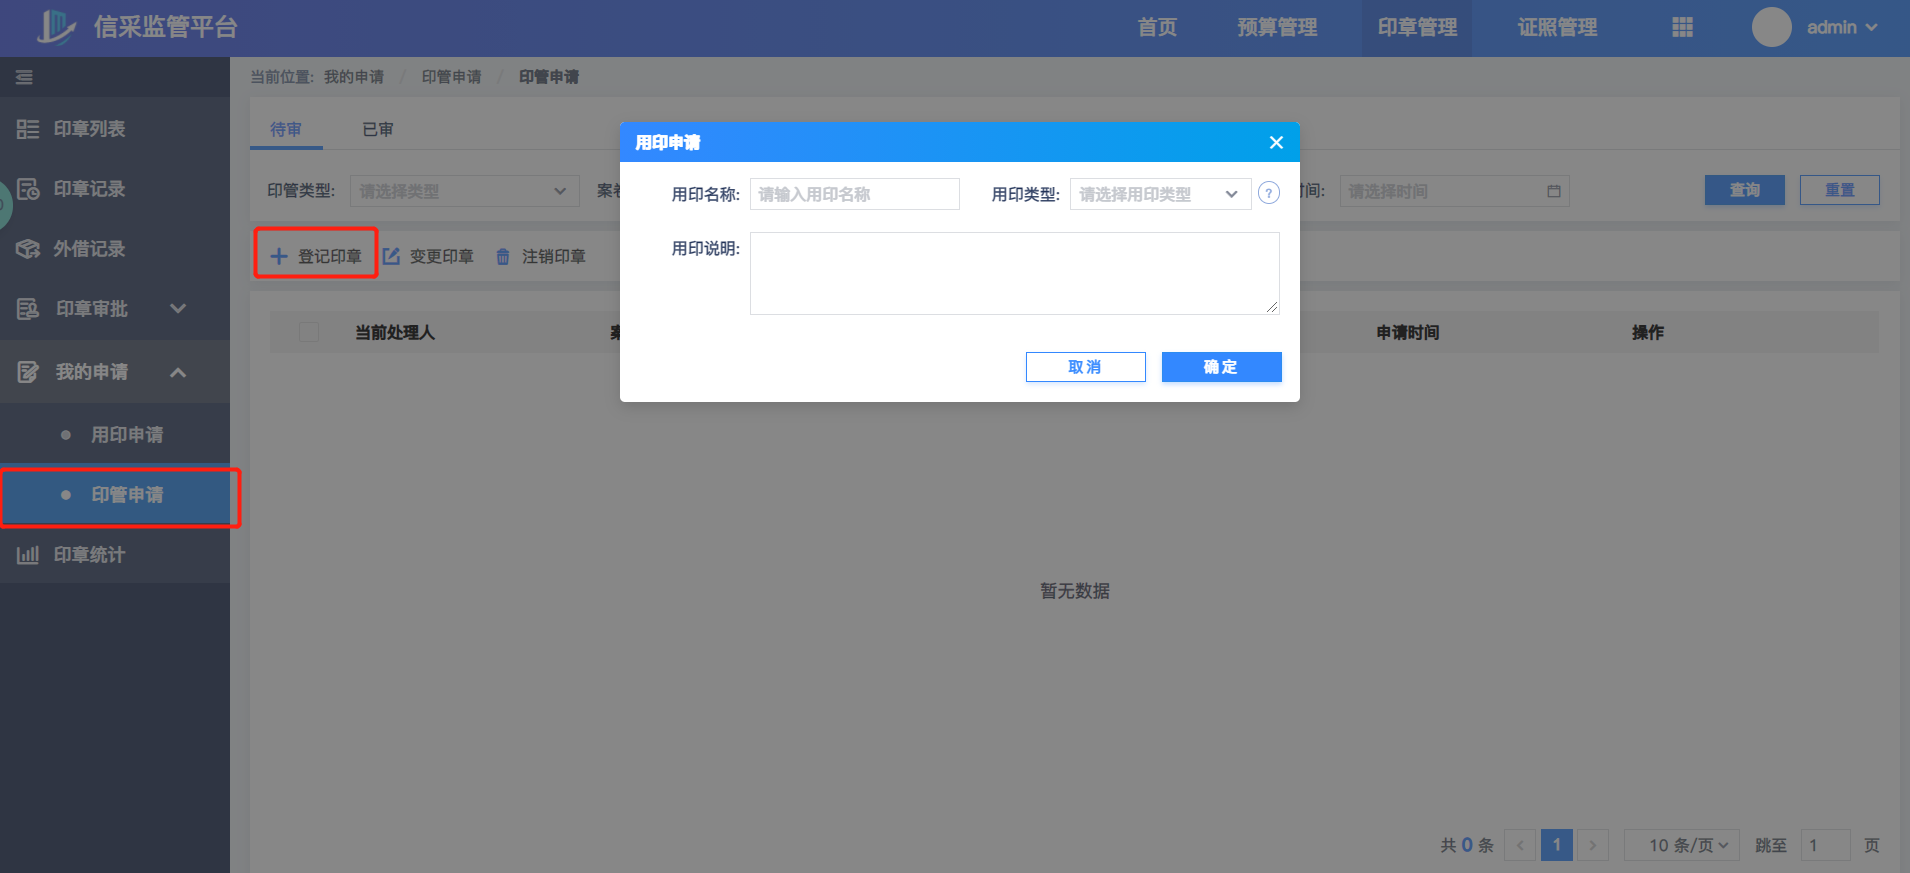 信采监管平台
首页
预算管理
印章管理
证照管理
admin
当前位置: 我的申请 / 印管申请 / 印管申请
印章列表
印章记录
外借记录
印章审批
我的申请
用印申请
印管申请
印章统计
待审
已审
印管类型:
请选择类型
时间:
请选择时间
查询
重置
登记印章
变更印章
注销印章
用印申请
用印名称:
请输入用印名称
用印类型:
请选择用印类型
?
用印说明:
取消
确定
当前处理人
申请时间
操作
暂无数据
共 0 条
1
10 条/页
跳至
1
页